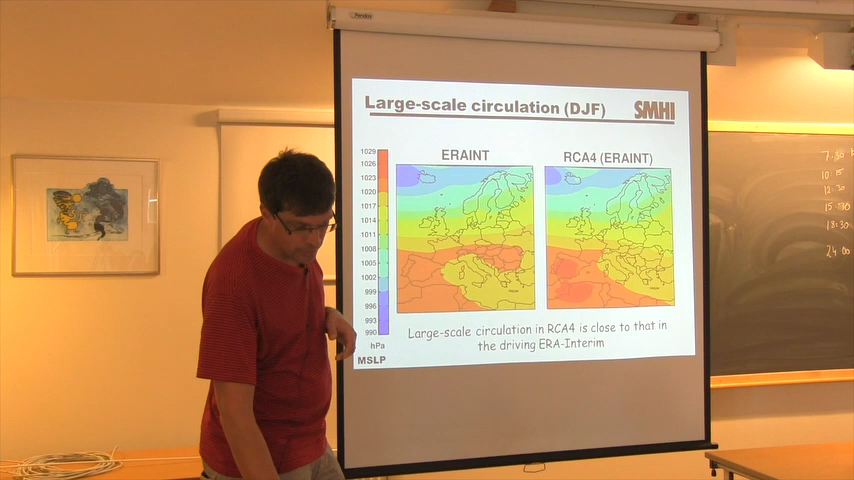 Large-scale circulation (DJF)
SMHI
ERAINT
RCA4 (ERAINT)
1029
1026
1023
1020
1017
1014
1011
1008
1005
1002
999
996
993
990
hPa
MSLP
Large-scale circulation in RCA4 is close to that in
the driving ERA-Interim
7:30
10:15
12:30
18:30
24:00